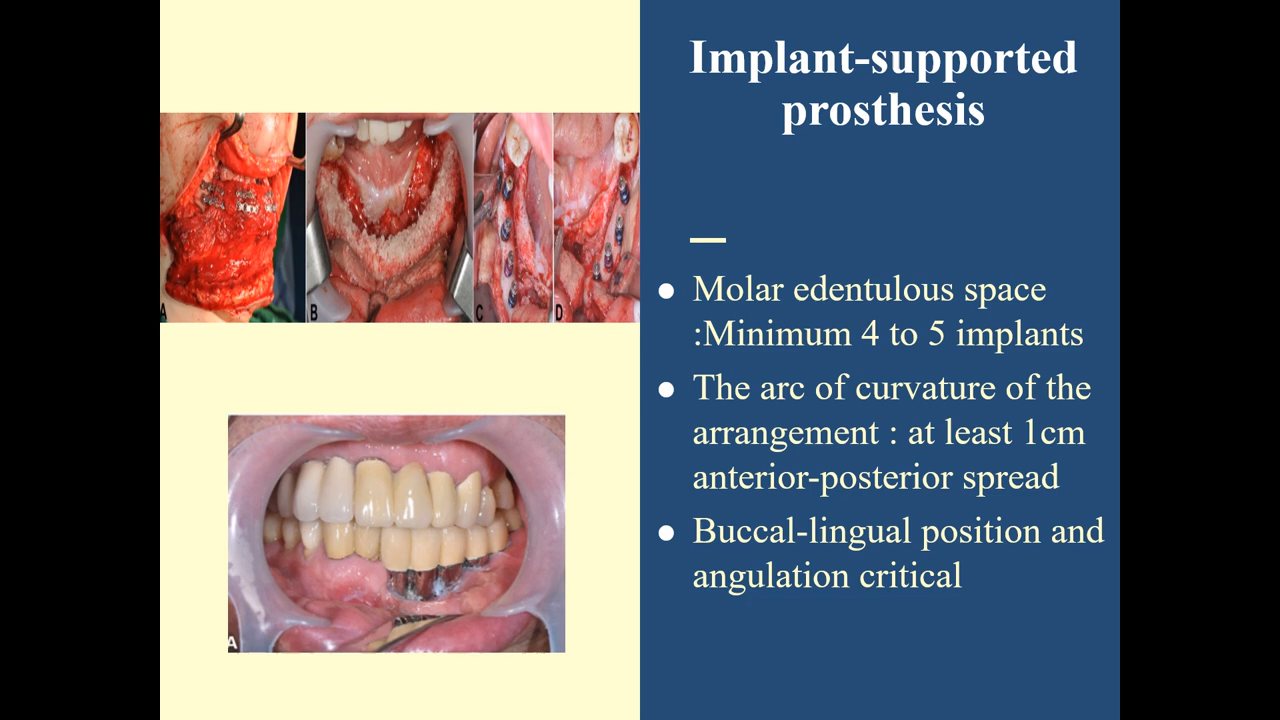 Implant-supported
prosthesis
A
B
C
D
● Molar edentulous space
:Minimum 4 to 5 implants
● The arc of curvature of the
arrangement : at least 1cm
anterior-posterior spread
● Buccal-lingual position and
angulation critical
A